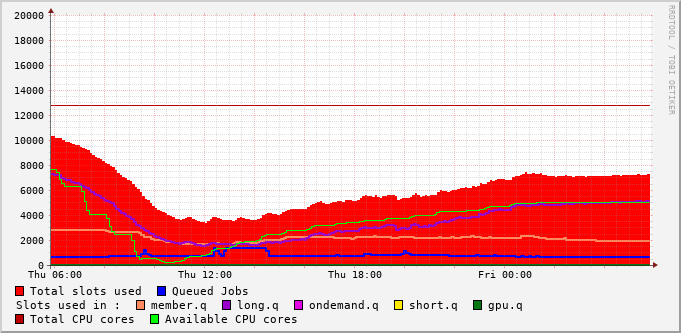 20000
18000
16000
14000
12000
10000
8000
6000
4000
2000
0
Thu 06:00 Thu 12:00 Thu 18:00 Fri 00:00
RRDTOOL / TOBI OETIKER
Total slots used Queued Jobs
Slots used in : member.q long.q ondemand.q short.q gpu.q
Total CPU cores Available CPU cores